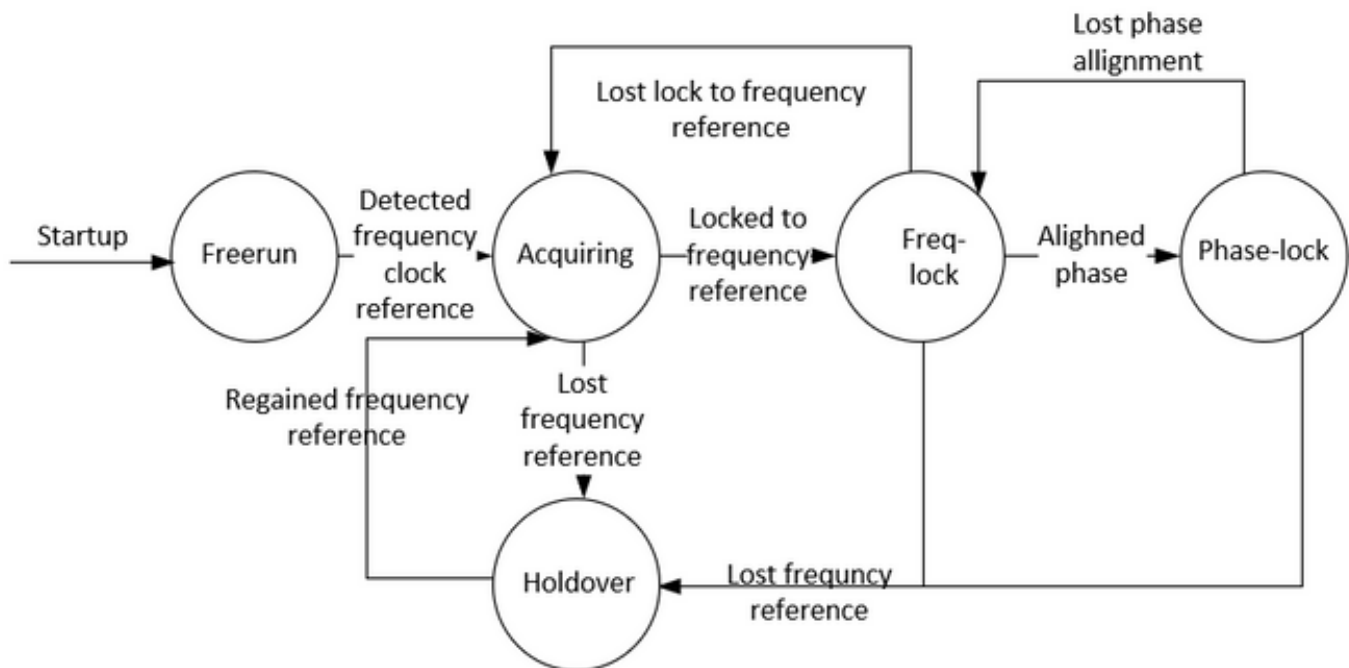 Lost phase
allignment
Lost lock to frequency
reference
Startup
Freerun
Detected
frequency
clock
reference
Acquiring
Locked to
frequency
reference
Freq-
lock
Alighned
phase
Phase-lock
Regained frequency
reference
Lost
frequency
reference
Holdover
Lost frequncy
reference